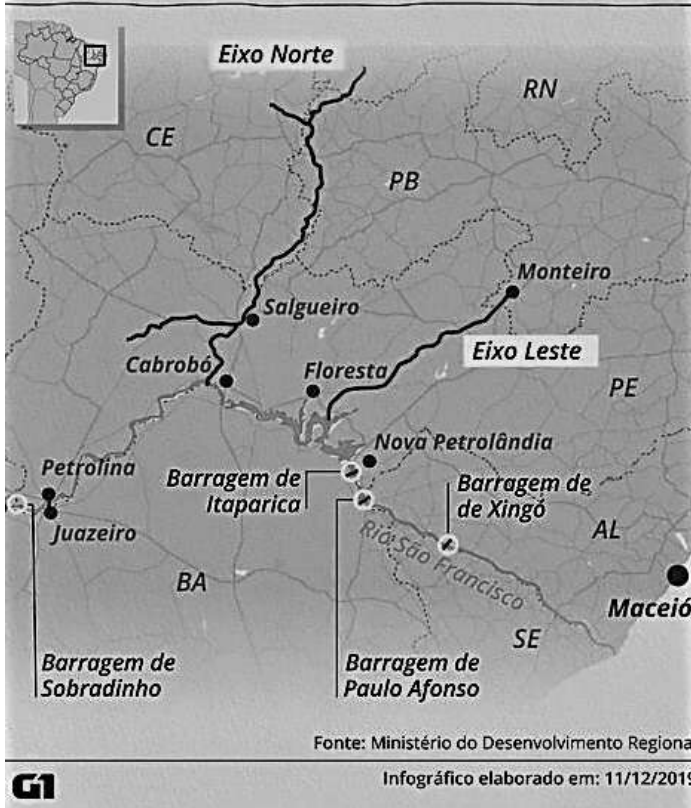 Eixo Norte
RN
CE
PB
Monteiro
Salgueiro
Eixo Leste
Cabrobó
Floresta
PE
Nova Petrolândia
Petrolina
Barragem de
Itaparica
Barragem de
de Xingó
Juazeiro
AL
Rio São Francisco
BA
Maceió
SE
Barragem de
Sobradinho
Barragem de
Paulo Afonso
Fonte: Ministério do Desenvolvimento Regiona
G1
Infográfico elaborado em: 11/12/2019